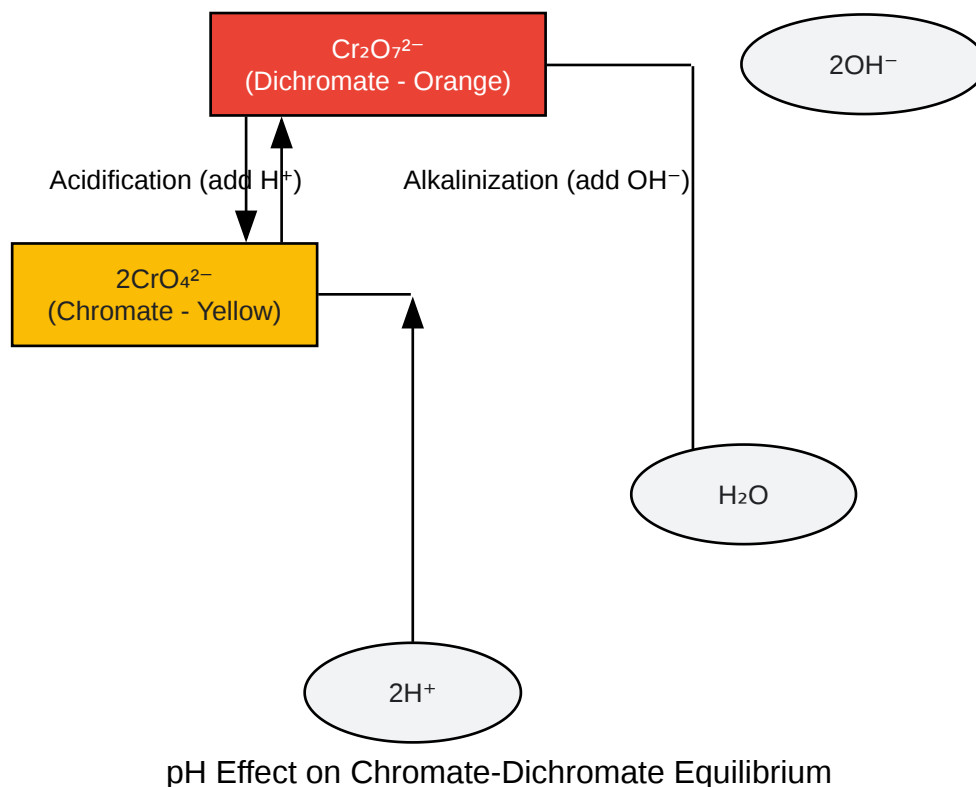 Cr₂O₇²⁻
(Dichromate - Orange)
2OH⁻
Acidification (add H⁺)
Alkalinization (add OH⁻)
2CrO₄²⁻
(Chromate - Yellow)
H₂O
2H⁺
pH Effect on Chromate-Dichromate Equilibrium